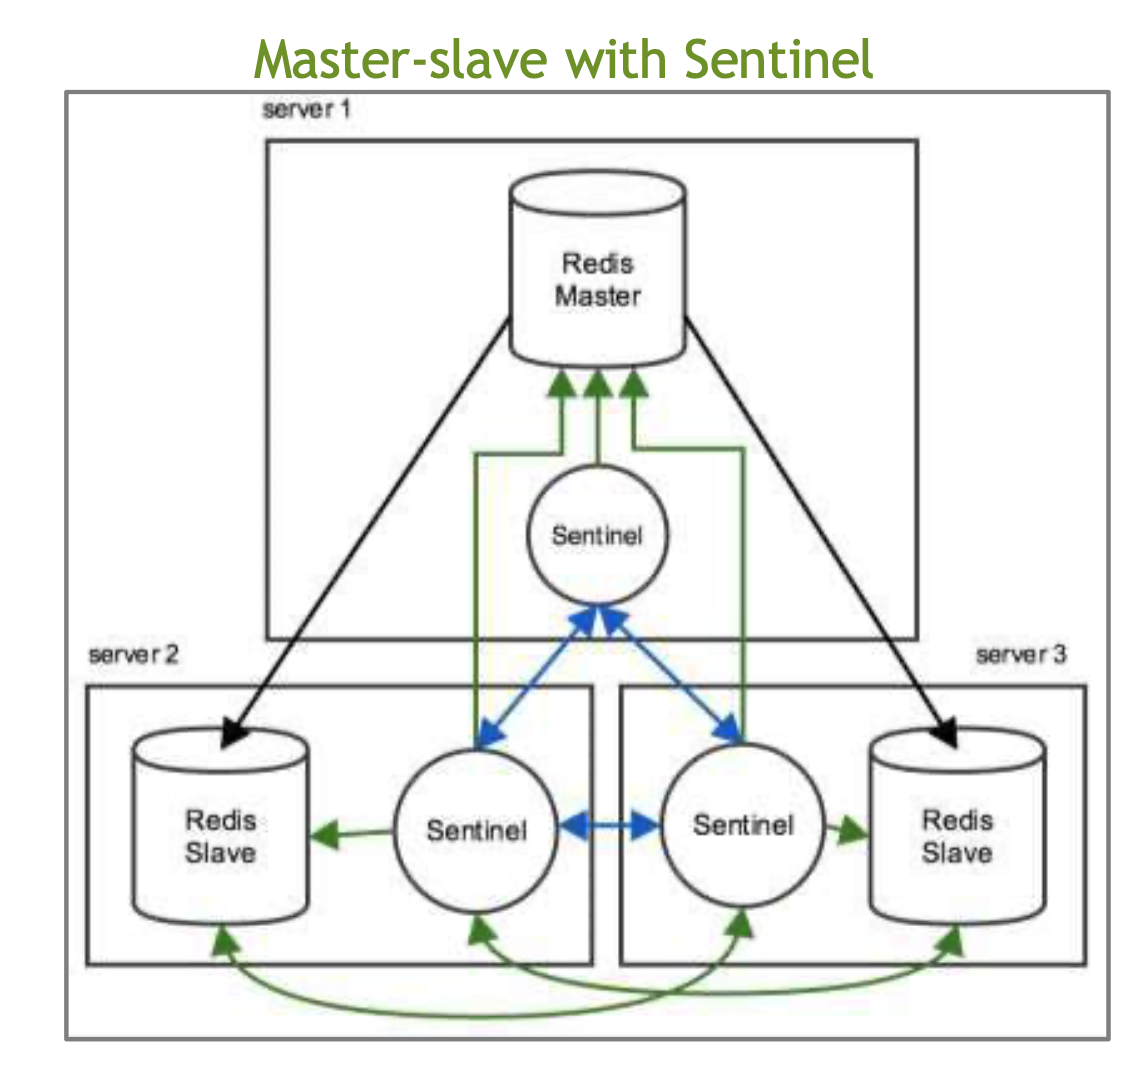 Master-slave with Sentinel
server 1
Redis
Master
Sentinel
server 2
server 3
Redis
Slave
Sentinel
Sentinel
Redis
Slave